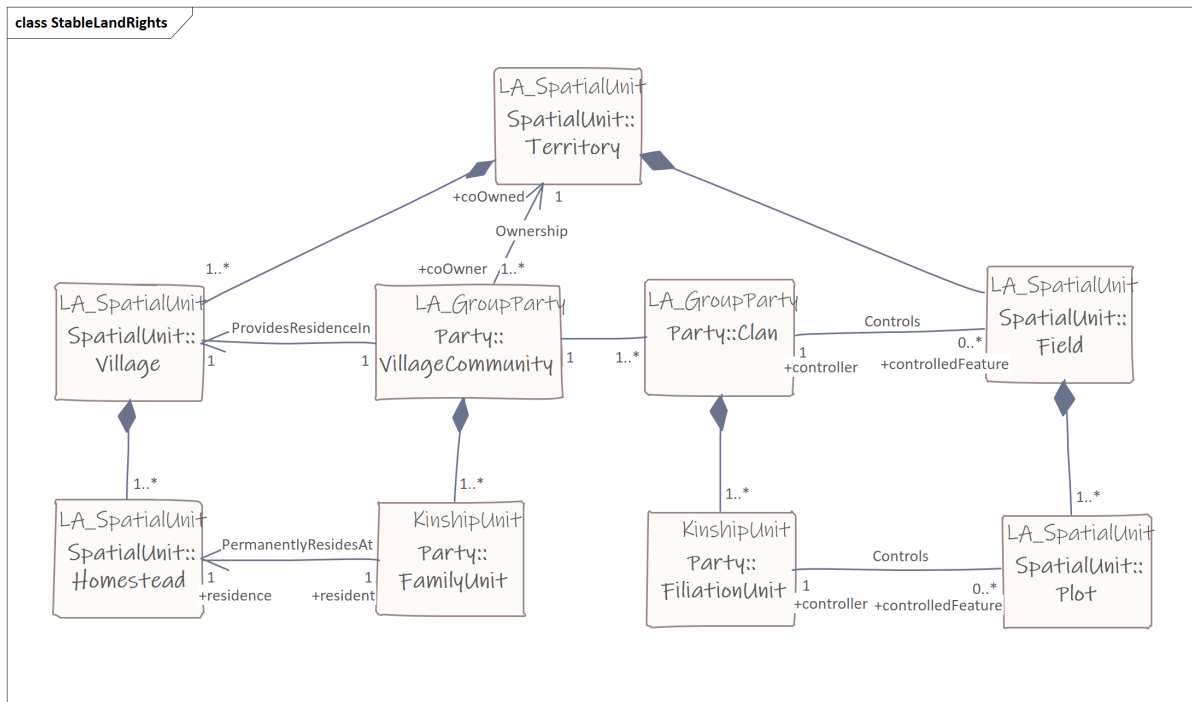 class StableLandRights
LA_SpatialUnit
SpatialUnit::
Territory
+coOwned
1
Ownership
+coOwner
1..*
1..*
LA_SpatialUnit
SpatialUnit::
Village
ProvidesResidenceIn
1
1
LA_GroupParty
Party::
VillageCommunity
1
1..*
LA_GroupParty
Party::Clan
Controls
1
+controller
0..*
+controlledFeature
LA_SpatialUnit
SpatialUnit::
Field
1..*
1..*
1..*
1..*
LA_SpatialUnit
SpatialUnit::
Homestead
PermanentlyResidesAt
1
+residence
1
+resident
KinshipUnit
Party::
FamilyUnit
KinshipUnit
Party::
FiliationUnit
Controls
1
+controller
0..*
+controlledFeature
LA_SpatialUnit
SpatialUnit::
Plot